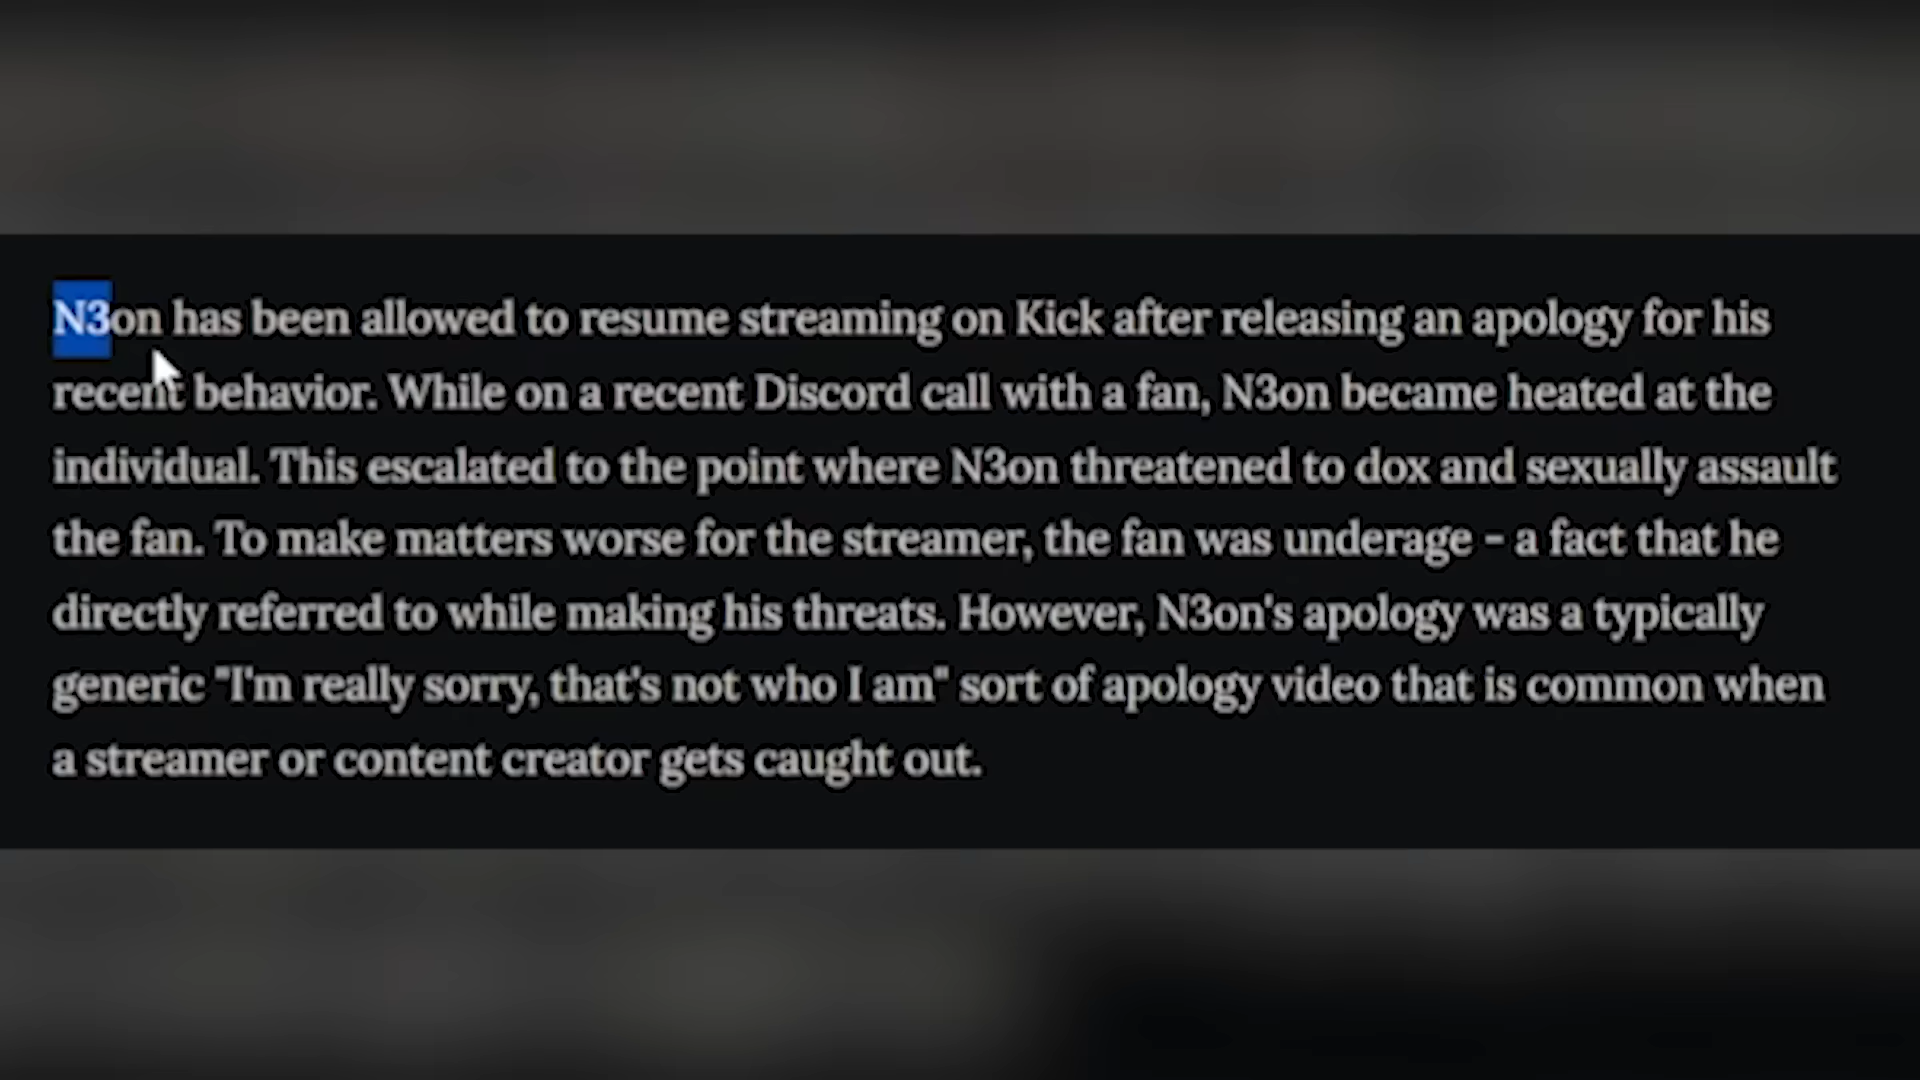 N3on has been allowed to resume streaming on Kick after releasing an apology for his
recent behavior. While on a recent Discord call with a fan, N3on became heated at the
individual. This escalated to the point where N3on threatened to dox and sexually assault
the fan. To make matters worse for the streamer, the fan was underage - a fact that he
directly referred to while making his threats. However, N3on's apology was a typically
generic "I'm really sorry, that's not who I am" sort of apology video that is common when
a streamer or content creator gets caught out.